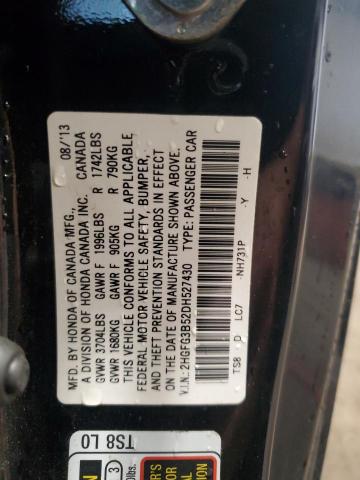 MFD. BY HONDA OF CANADA MFG., 08/13
A DIVISION OF HONDA CANADA INC. CANADA
GVWR 3704LBS GAWR F 1996LBS R 1742LBS
GVWR 1680KG GAWR F 905KG R 790KG
THIS VEHICLE CONFORMS TO ALL APPLICABLE
FEDERAL MOTOR VEHICLE SAFETY, BUMPER,
AND THEFT PREVENTION STANDARDS IN EFFECT
ON THE DATE OF MANUFACTURE SHOWN ABOVE.
V.I.N.: 2HGFG3B52DH527430 TYPE: PASSENGER CAR
TS8 D LC7 NH731P -Y -H
TS8 L0
3
0lbs.